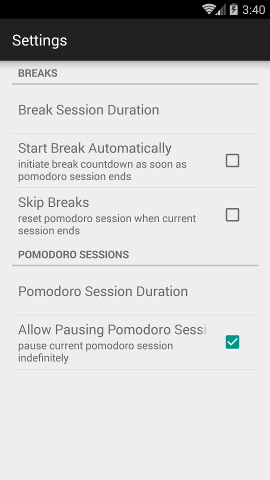 3:40
Settings
BREAKS
Break Session Duration
Start Break Automatically
initiate break countdown as soon as
pomodoro session ends
Skip Breaks
reset pomodoro session when current
session ends
POMODORO SESSIONS
Pomodoro Session Duration
Allow Pausing Pomodoro Sessi
pause current pomodoro session
indefinitely